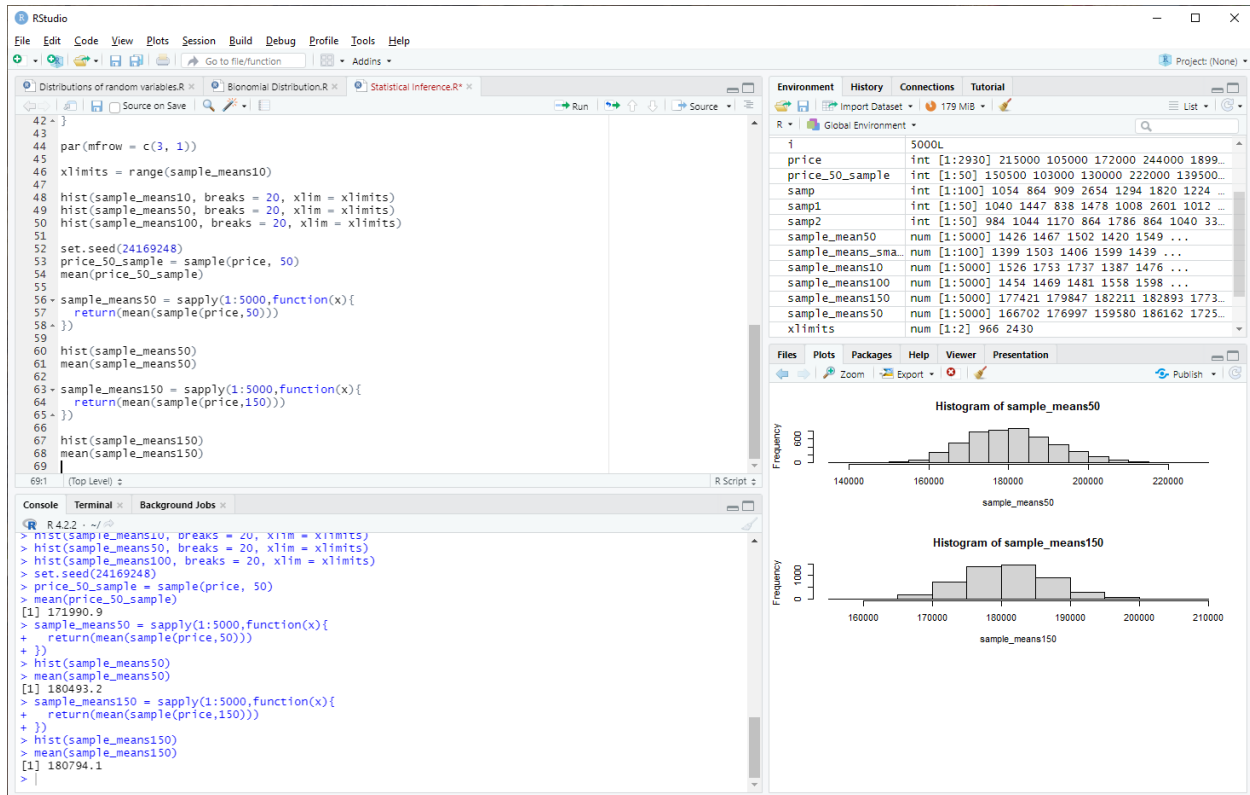 RStudio
File Edit Code View Plots Session Build Debug Profile Tools Help
Go to file/function Addins
Project: (None)
Distributions of random variables.R Bionomial Distribution.R Statistical Inference.R*
Source on Save Run Source
42 }
43
44 par(mfrow = c(3, 1))
45
46 xlimits = range(sample_means10)
47
48 hist(sample_means10, breaks = 20, xlim = xlimits)
49 hist(sample_means50, breaks = 20, xlim = xlimits)
50 hist(sample_means100, breaks = 20, xlim = xlimits)
51
52 set.seed(24169248)
53 price_50_sample = sample(price, 50)
54 mean(price_50_sample)
55
56 sample_means50 = sapply(1:5000,function(x){
57 return(mean(sample(price,50)))
58 })
59
60 hist(sample_means50)
61 mean(sample_means50)
62
63 sample_means150 = sapply(1:5000,function(x){
64 return(mean(sample(price,150)))
65 })
66
67 hist(sample_means150)
68 mean(sample_means150)
69
69:1 (Top Level) R Script
Console Terminal Background Jobs
R 4.2.2 · ~/
> hist(sample_means10, breaks = 20, xlim = xlimits)
> hist(sample_means50, breaks = 20, xlim = xlimits)
> hist(sample_means100, breaks = 20, xlim = xlimits)
> set.seed(24169248)
> price_50_sample = sample(price, 50)
> mean(price_50_sample)
[1] 171990.9
> sample_means50 = sapply(1:5000,function(x){
+ return(mean(sample(price,50)))
+ })
> hist(sample_means50)
> mean(sample_means50)
[1] 180493.2
> sample_means150 = sapply(1:5000,function(x){
+ return(mean(sample(price,150)))
+ })
> hist(sample_means150)
> mean(sample_means150)
[1] 180794.1
>
Environment History Connections Tutorial
Import Dataset 179 MiB List
R Global Environment
i 5000L
price int [1:2930] 215000 105000 172000 244000 1899...
price_50_sample int [1:50] 150500 103000 130000 222000 139500...
samp int [1:100] 1054 864 909 2654 1294 1820 1224 ...
samp1 int [1:50] 1040 1447 838 1478 1008 2601 1012 ...
samp2 int [1:50] 984 1044 1170 864 1786 864 1040 33...
sample_mean50 num [1:5000] 1426 1467 1502 1420 1549 ...
sample_means_sma... num [1:100] 1399 1503 1406 1599 1439 ...
sample_means10 num [1:5000] 1526 1753 1737 1387 1476 ...
sample_means100 num [1:5000] 1454 1469 1481 1558 1598 ...
sample_means150 num [1:5000] 177421 179847 182211 182893 1773...
sample_means50 num [1:5000] 166702 176997 159580 186162 1725...
xlimits num [1:2] 966 2430
Files Plots Packages Help Viewer Presentation
Zoom Export Publish
Histogram of sample_means50
Frequency
0 600
140000 160000 180000 200000 220000
sample_means50
Histogram of sample_means150
Frequency
0 1000
160000 170000 180000 190000 200000 210000
sample_means150